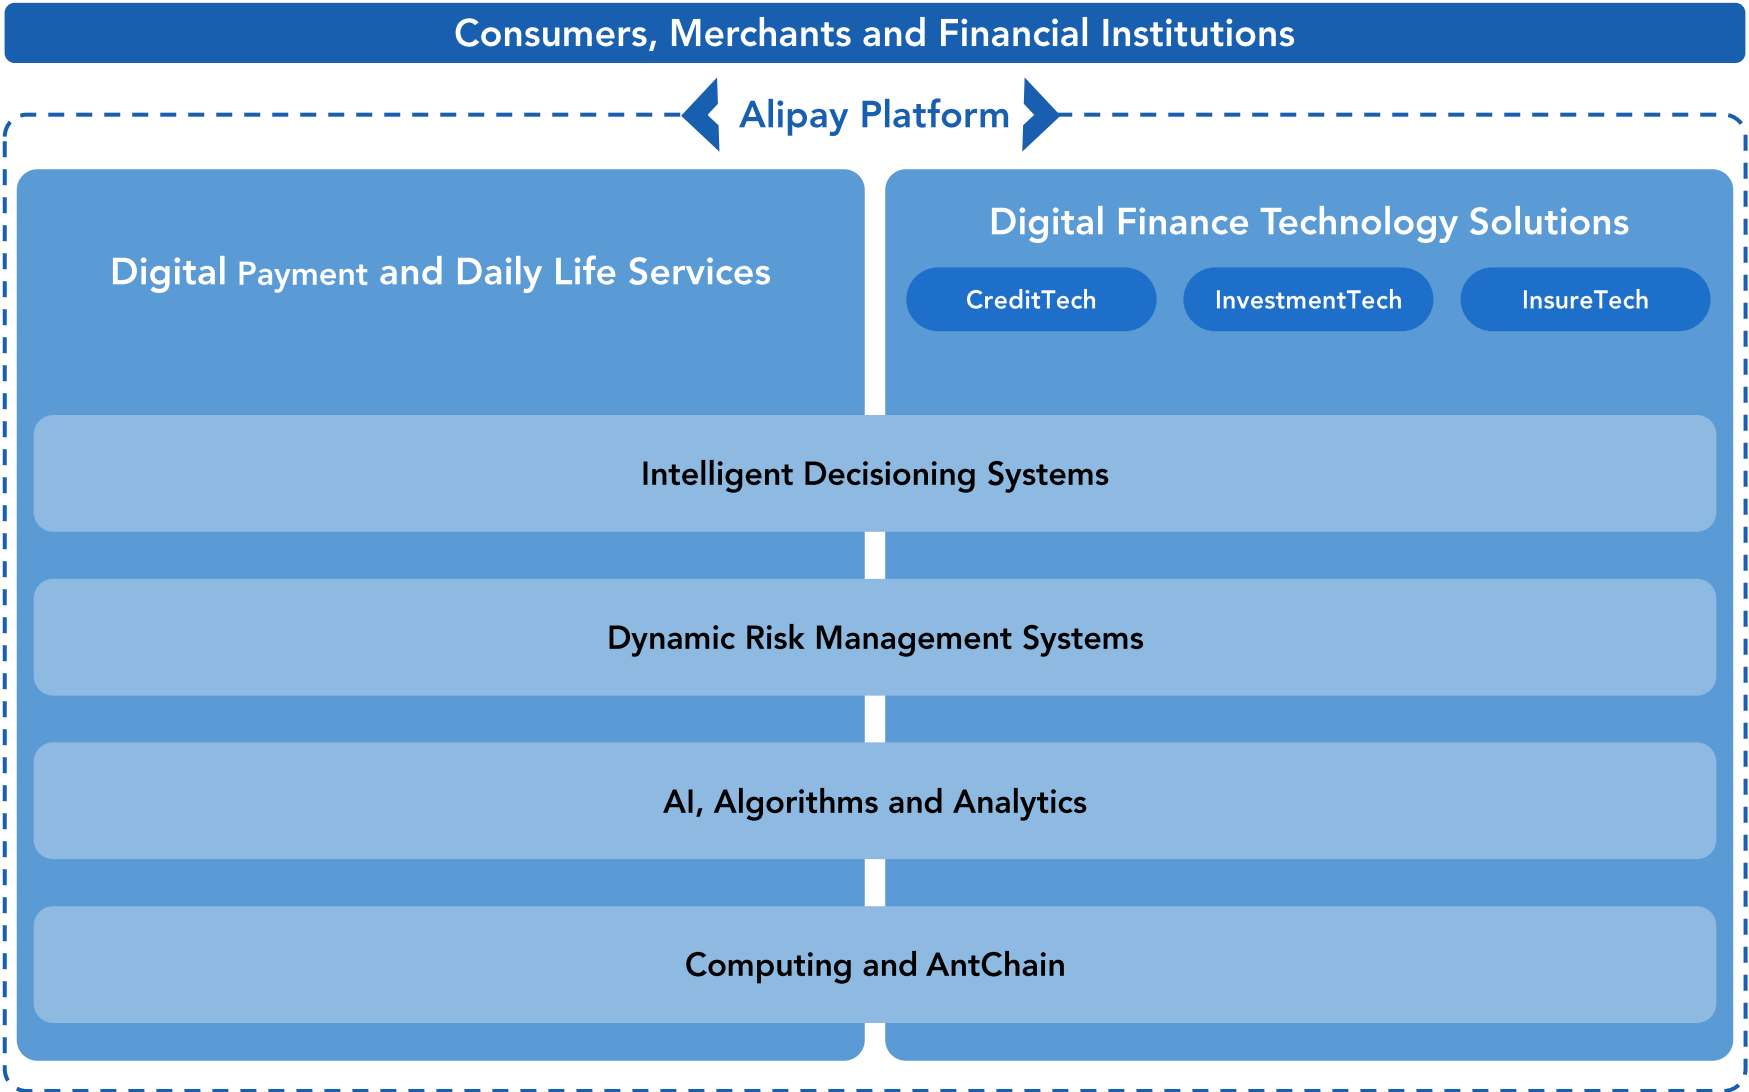 Consumers, Merchants and Financial Institutions
Alipay Platform
Digital Payment and Daily Life Services
Digital Finance Technology Solutions
CreditTech
InvestmentTech
InsureTech
Intelligent Decisioning Systems
Dynamic Risk Management Systems
AI, Algorithms and Analytics
Computing and AntChain